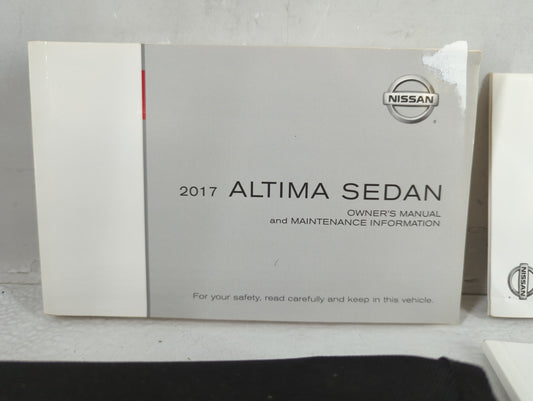 NISSAN
2017 ALTIMA SEDAN
OWNER'S MANUAL
and MAINTENANCE INFORMATION
For your safety, read carefully and keep in this vehicle.
NISSAN